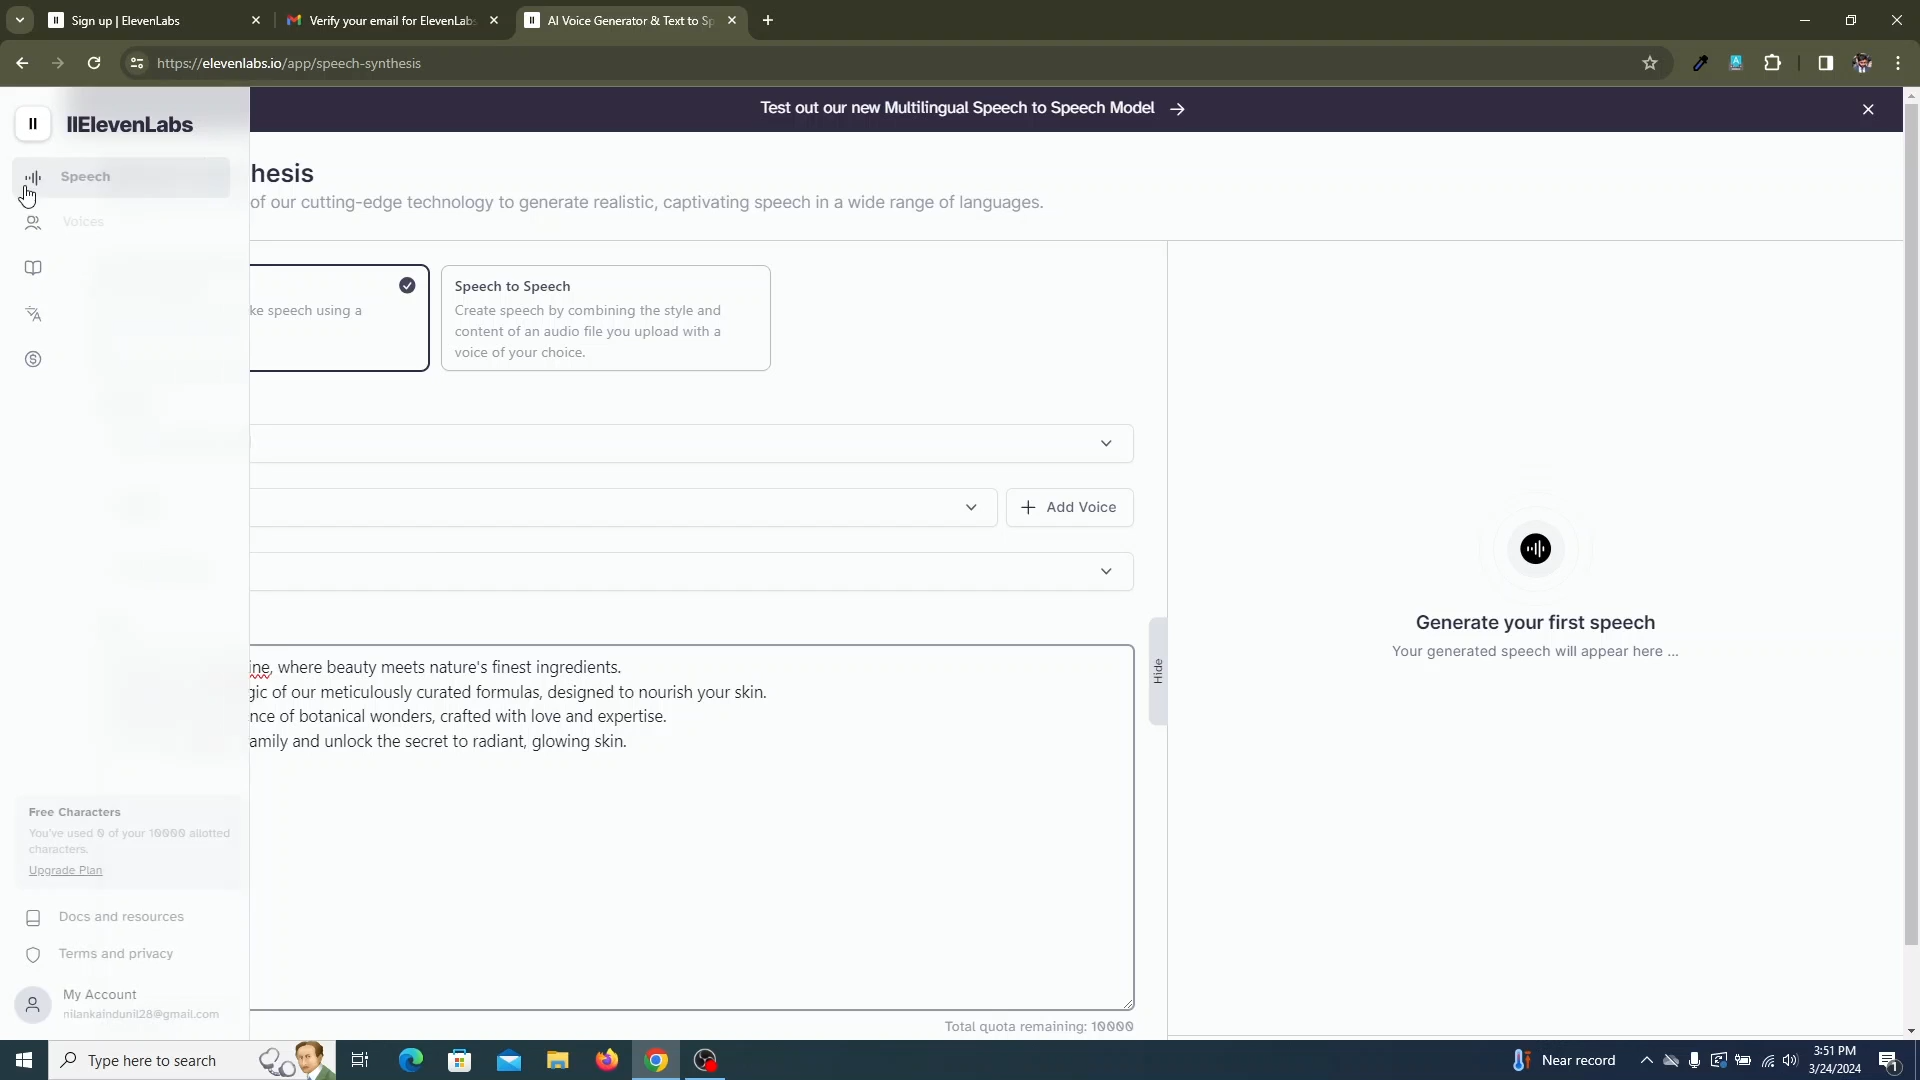 Sign up | ElevenLabs
Verify your email for ElevenLabs
AI Voice Generator & Text to Sp
https://elevenlabs.io/app/speech-synthesis
IIElevenLabs
Test out our new Multilingual Speech to Speech Model
Speech
Voices
hesis
of our cutting-edge technology to generate realistic, captivating speech in a wide range of languages.
ke speech using a
Speech to Speech
Create speech by combining the style and
content of an audio file you upload with a
voice of your choice.
Add Voice
Hide
Generate your first speech
Your generated speech will appear here ...
ine, where beauty meets nature's finest ingredients.
gic of our meticulously curated formulas, designed to nourish your skin.
nce of botanical wonders, crafted with love and expertise.
amily and unlock the secret to radiant, glowing skin.
Total quota remaining: 10000
Free Characters
You've used 0 of your 10000 allotted
characters.
Upgrade Plan
Docs and resources
Terms and privacy
My Account
nilankaindunil28@gmail.com
Type here to search
Near record
3:51 PM
3/24/2024
1